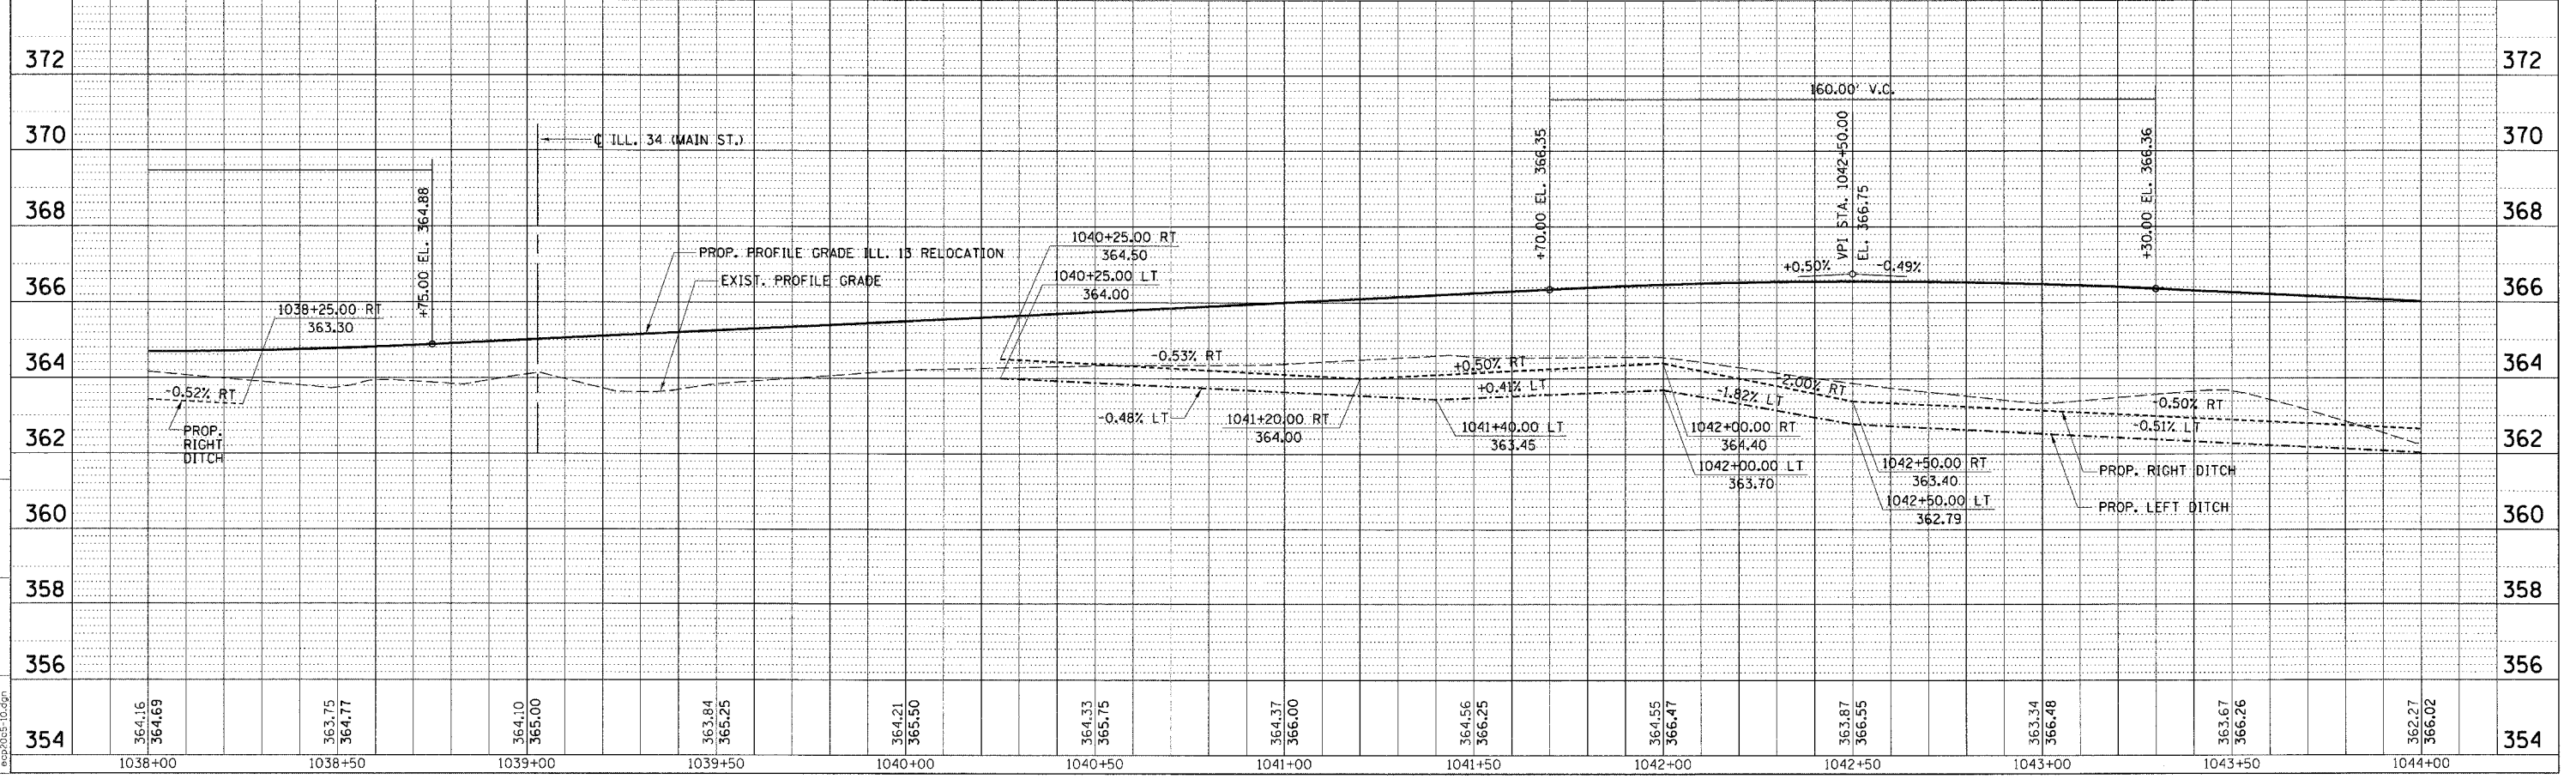 372
372
160.00' V.C.
370
℄ ILL. 34 (MAIN ST.)
370
+75.00 EL. 364.88
+70.00 EL. 366.35
VPI STA. 1042+50.00
EL. 366.75
+30.00 EL. 366.36
368
368
1040+25.00 RT
364.50
PROP. PROFILE GRADE ILL. 13 RELOCATION
+0.50%
-0.49%
1040+25.00 LT
364.00
EXIST. PROFILE GRADE
366
366
1038+25.00 RT
363.30
364
-0.53% RT
+0.50% RT
364
-0.52% RT
+0.41% LT
-2.00% RT
-1.82% LT
-0.50% RT
-0.48% LT
1041+20.00 RT
364.00
1041+40.00 LT
363.45
1042+00.00 RT
364.40
-0.51% LT
PROP.
RIGHT
DITCH
362
362
1042+00.00 LT
363.70
1042+50.00 RT
363.40
PROP. RIGHT DITCH
1042+50.00 LT
362.79
PROP. LEFT DITCH
360
360
358
358
356
356
364.16
364.69
363.75
364.77
364.10
365.00
363.84
365.25
364.21
365.50
364.33
365.75
364.37
366.00
364.56
366.25
364.55
366.47
363.87
366.55
363.34
366.48
363.67
366.26
362.27
366.02
354
354
1038+00
1038+50
1039+00
1039+50
1040+00
1040+50
1041+00
1041+50
1042+00
1042+50
1043+00
1043+50
1044+00